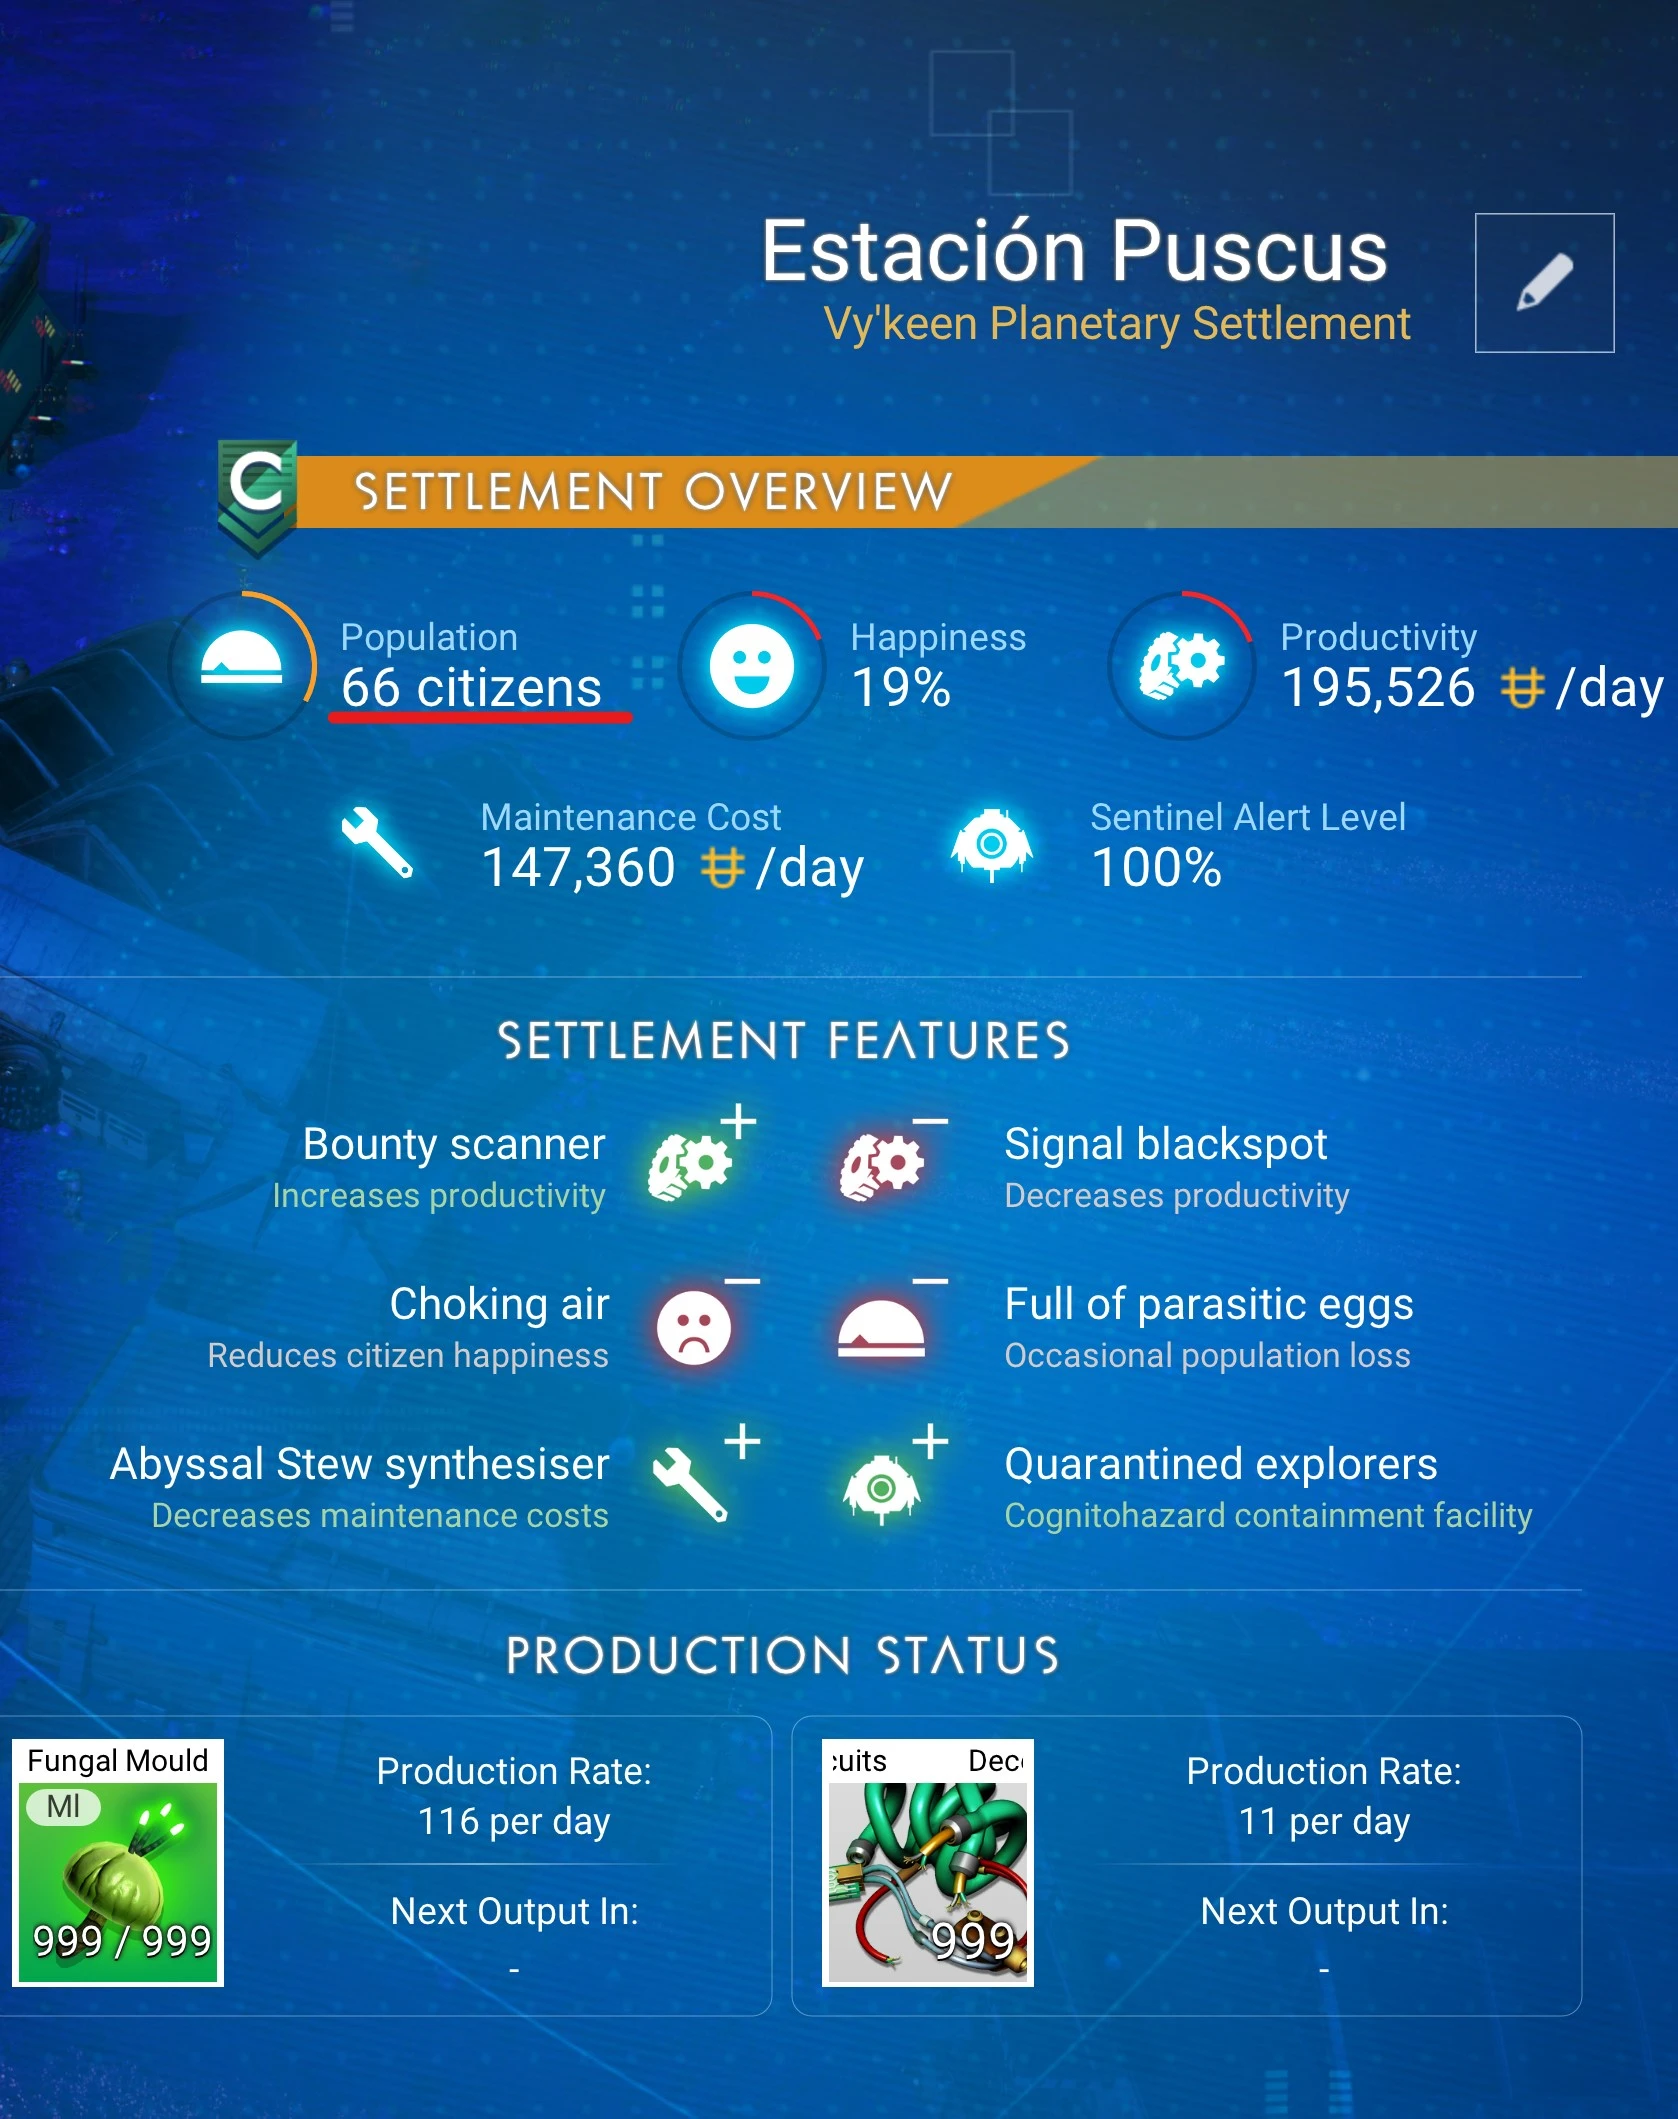 Estación Puscus
Vy'keen Planetary Settlement
C
SETTLEMENT OVERVIEW
Population
66 citizens
Happiness
19%
Productivity
195,526 /day
Maintenance Cost
147,360 /day
Sentinel Alert Level
100%
SETTLEMENT FEATURES
Bounty scanner
Increases productivity
Signal blackspot
Decreases productivity
Choking air
Reduces citizen happiness
Full of parasitic eggs
Occasional population loss
Abyssal Stew synthesiser
Decreases maintenance costs
Quarantined explorers
Cognitohazard containment facility
PRODUCTION STATUS
Fungal Mould
Ml
999 / 999
Production Rate:
116 per day
Next Output In:
-
cuits Dec
999
Production Rate:
11 per day
Next Output In:
-